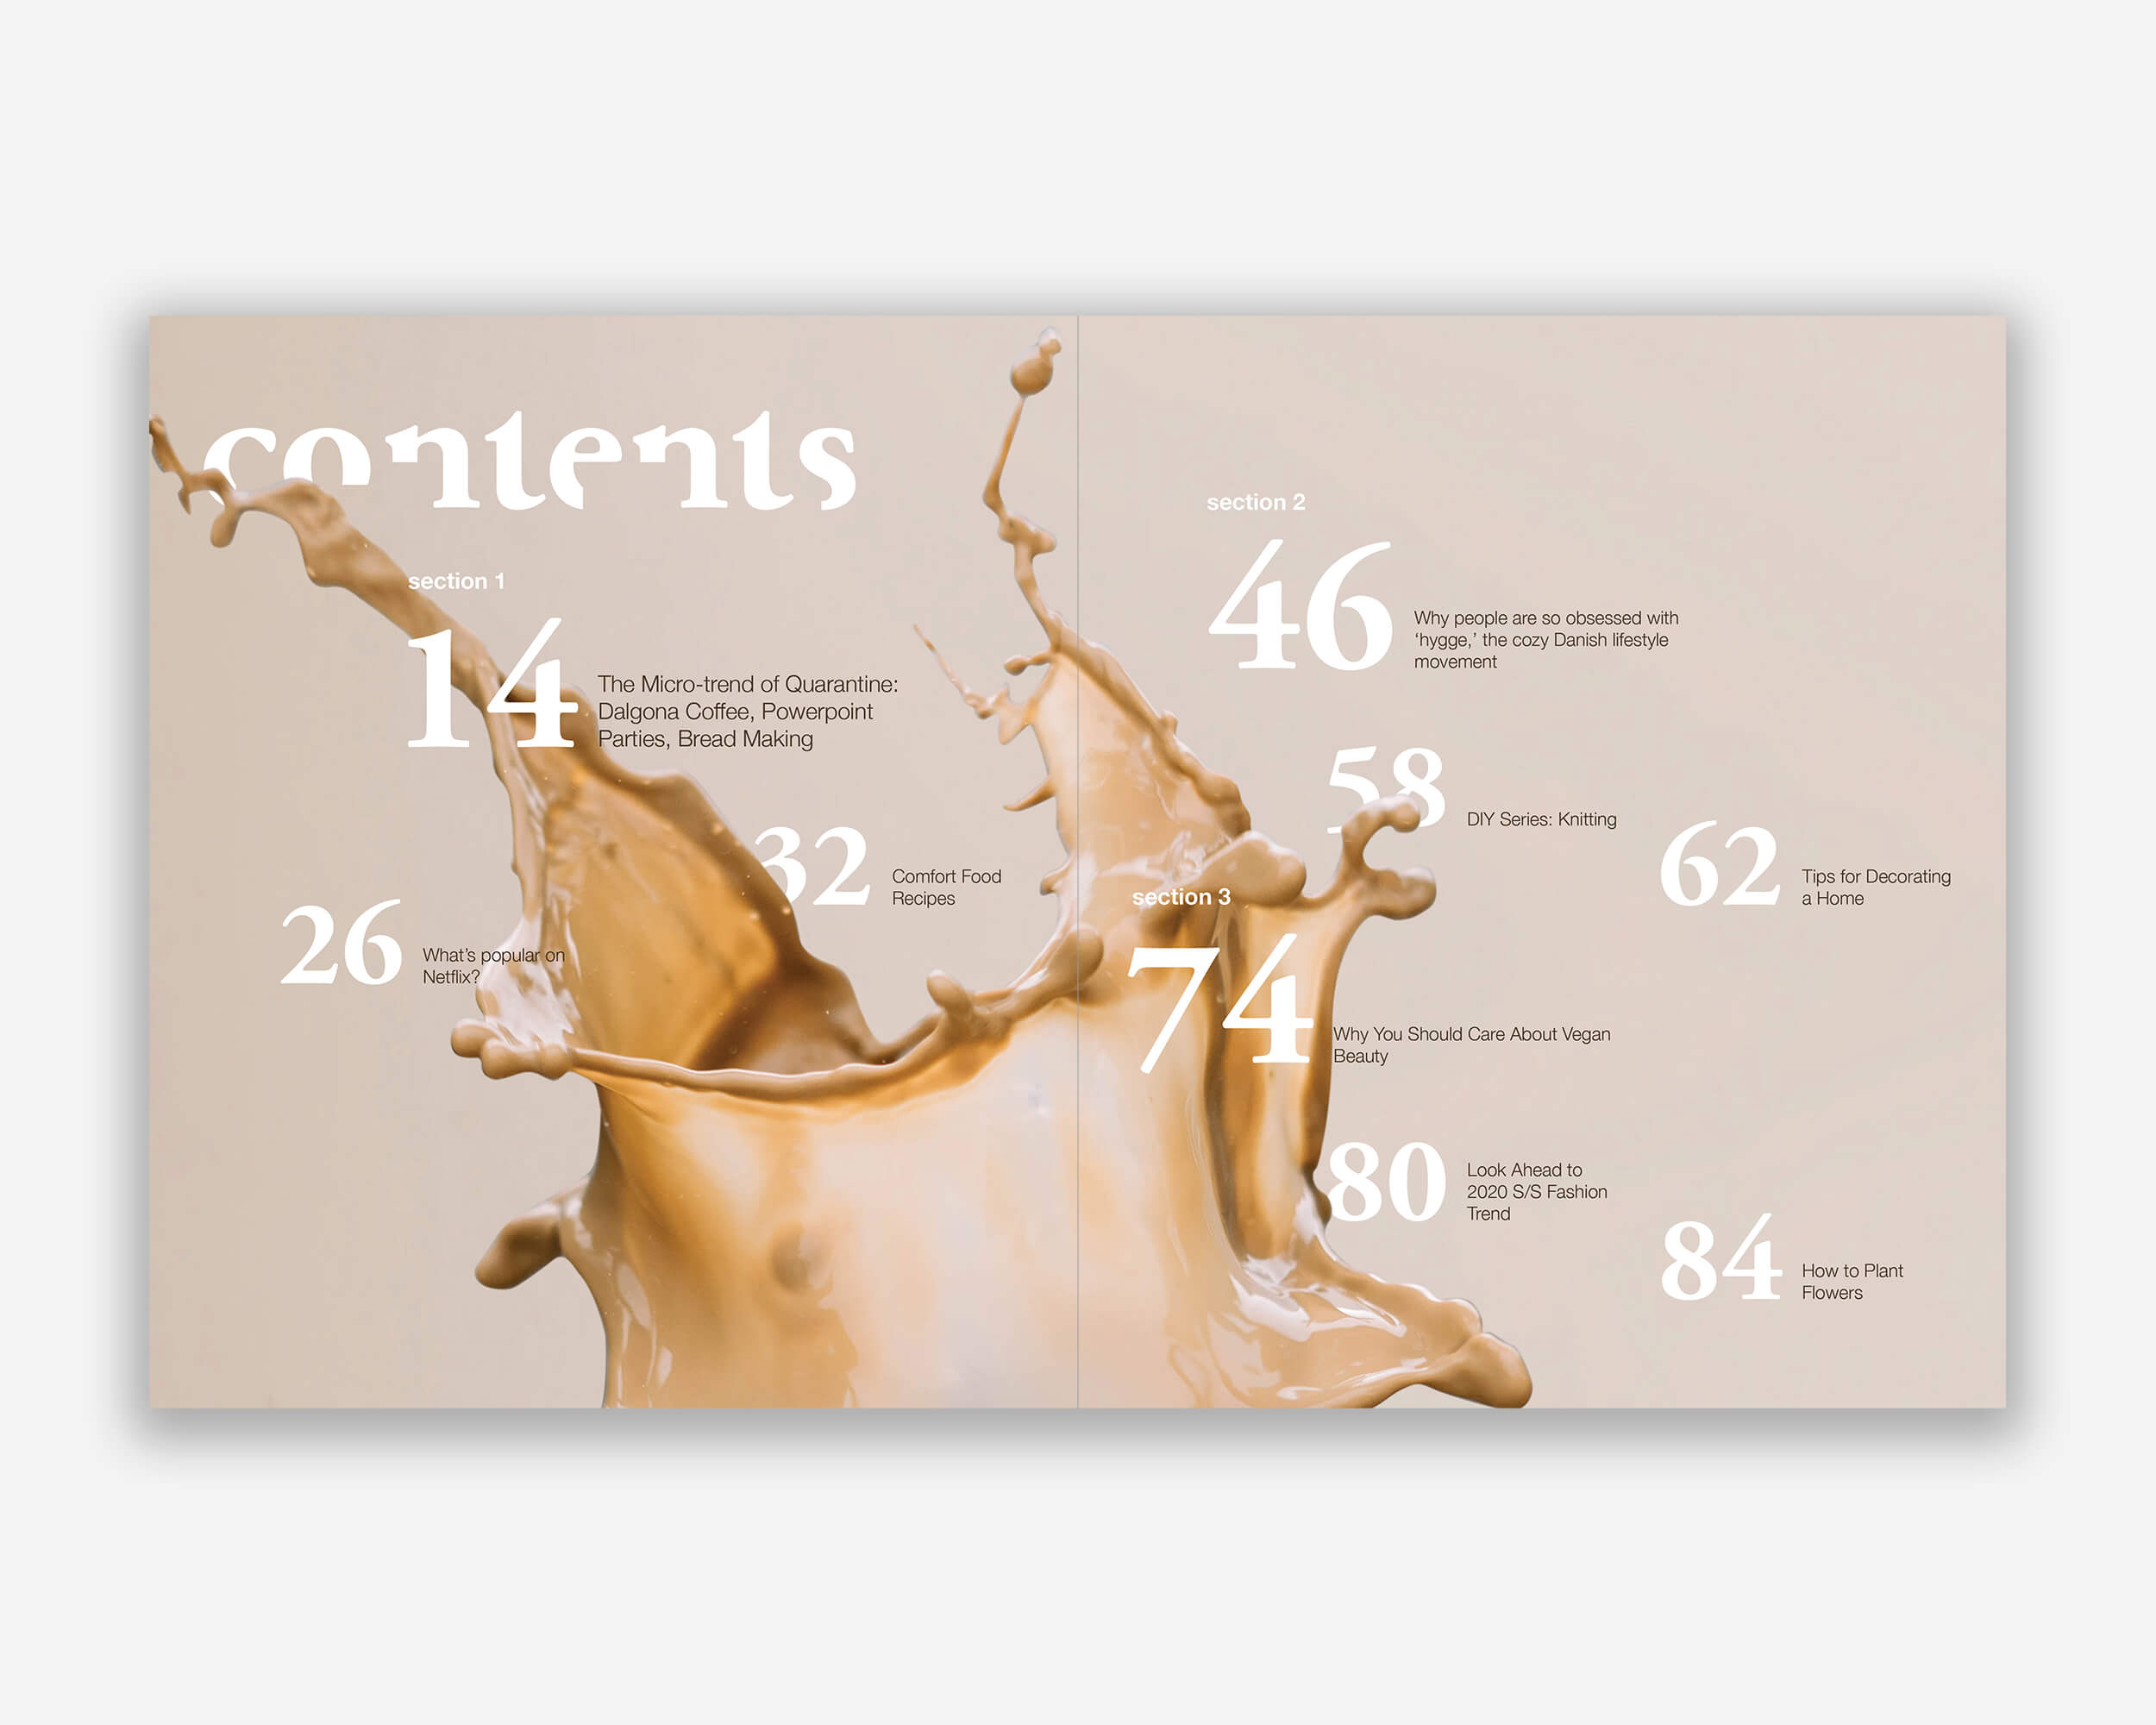 contents
section 1
14
The Micro-trend of Quarantine:
Dalgona Coffee, Powerpoint
Parties, Bread Making
26
What's popular on
Netflix?
32
Comfort Food
Recipes
section 2
46
Why people are so obsessed with
‘hygge,’ the cozy Danish lifestyle
movement
58
DIY Series: Knitting
62
Tips for Decorating
a Home
section 3
74
Why You Should Care About Vegan
Beauty
80
Look Ahead to
2020 S/S Fashion
Trend
84
How to Plant
Flowers